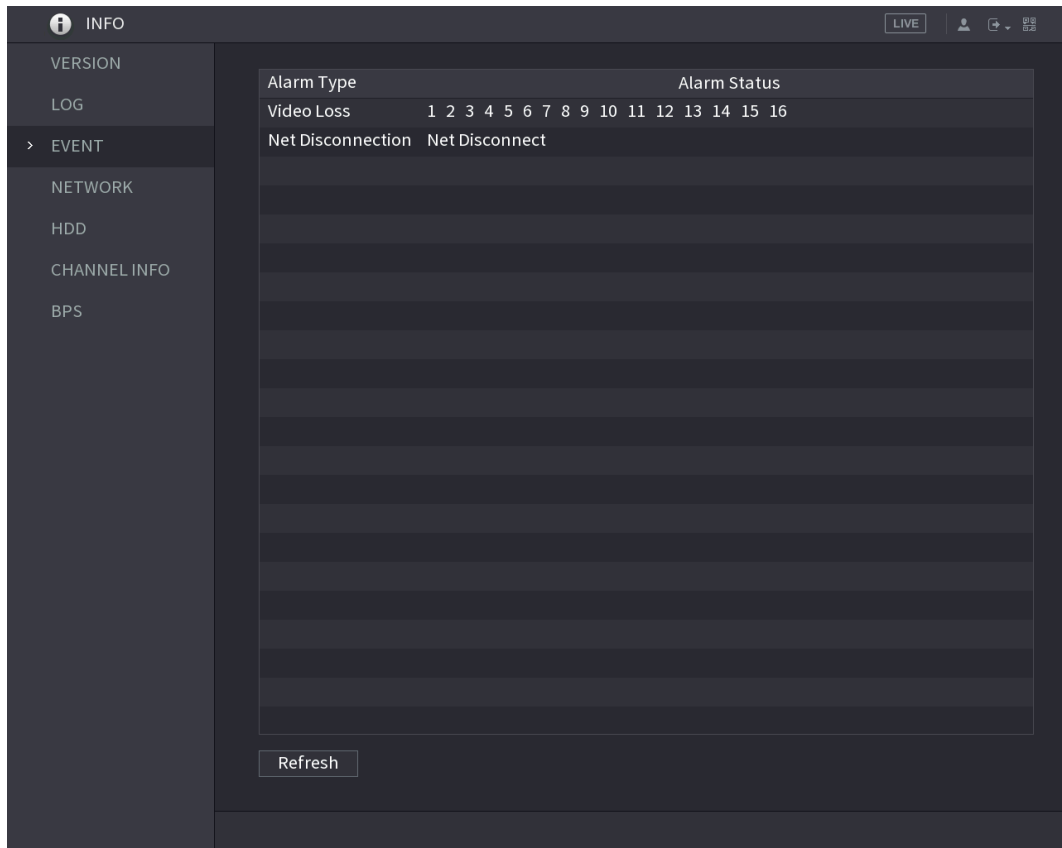 INFO
LIVE
VERSION
LOG
> EVENT
NETWORK
HDD
CHANNEL INFO
BPS
Alarm Type Alarm Status
Video Loss 1 2 3 4 5 6 7 8 9 10 11 12 13 14 15 16
Net Disconnection Net Disconnect
Refresh